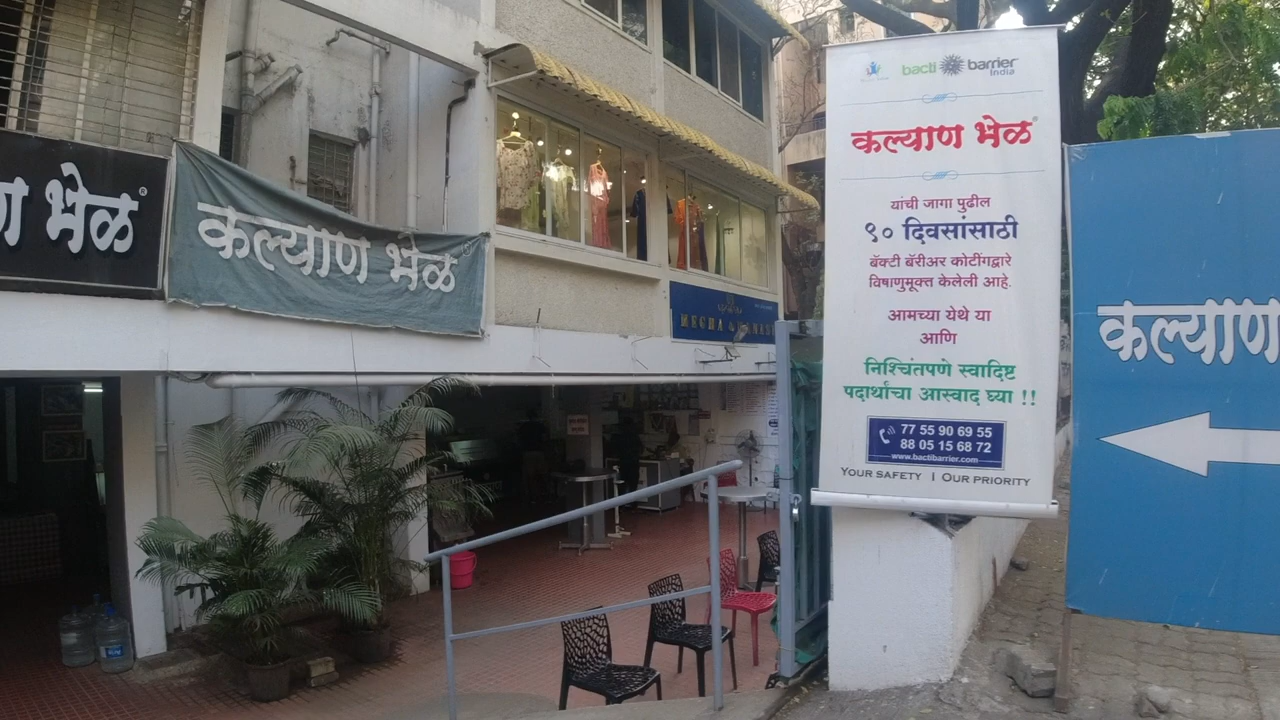 ण भेळ®
कल्याण भेळ®
bacti barrier
India
कल्याण भेळ®
यांची जागा पुढील
९० दिवसांसाठी
बॅक्टी बॅरीअर कोटींगद्वारे
विषाणुमूक्त केलेली आहे.
आमच्या येथे या
आणि
निश्चिंतपणे स्वादिष्ट
पदार्थांचा आस्वाद घ्या !!
77 55 90 69 55
88 05 15 68 72
www.bactibarrier.com
YOUR SAFETY | OUR PRIORITY
कल्याण